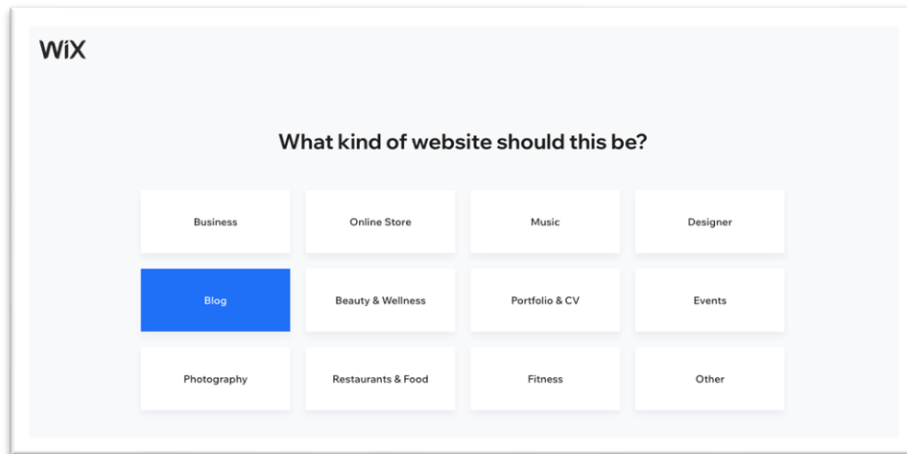 WiX
What kind of website should this be?
Business
Online Store
Music
Designer
Blog
Beauty & Wellness
Portfolio & CV
Events
Photography
Restaurants & Food
Fitness
Other